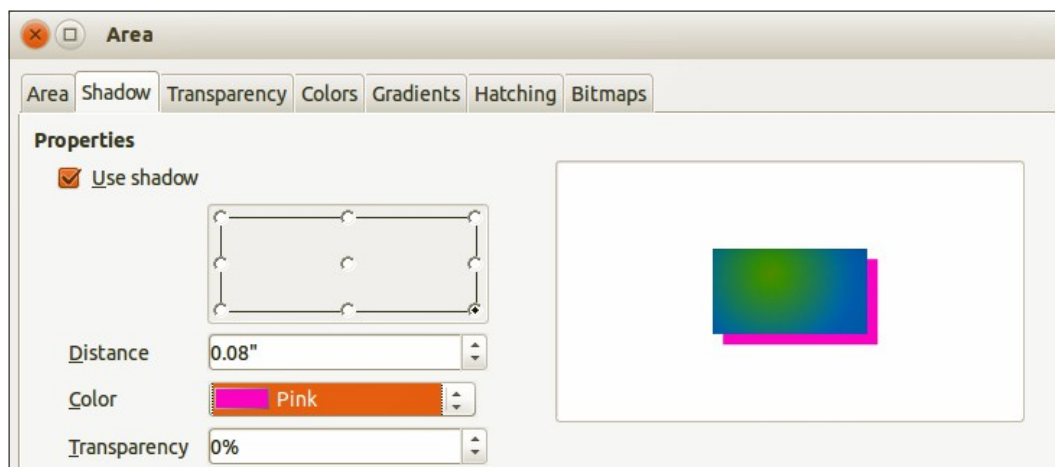 Area
Area Shadow Transparency Colors Gradients Hatching Bitmaps
Properties
Use shadow
Distance 0.08"
Color Pink
Transparency 0%